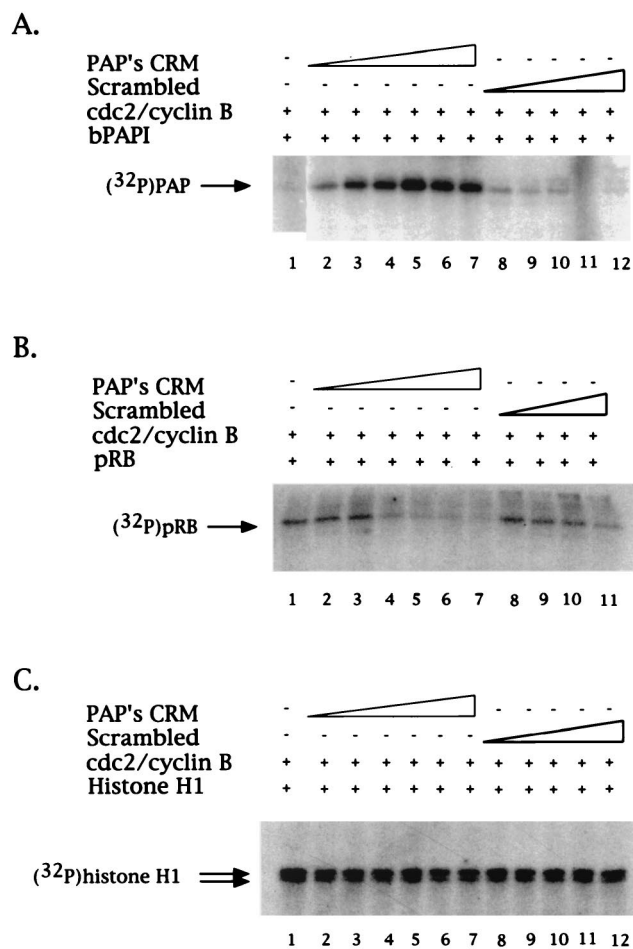 A.
PAP's CRM - - - - - -
Scrambled - - - - - - -
cdc2/cyclin B + + + + + + + + + + + +
bPAPI + + + + + + + + + + + +
(³²P)PAP
1 2 3 4 5 6 7 8 9 10 11 12
B.
PAP's CRM - - - - -
Scrambled - - - - - - -
cdc2/cyclin B + + + + + + + + + + +
pRB + + + + + + + + + + +
(³²P)pRB
1 2 3 4 5 6 7 8 9 10 11
C.
PAP's CRM - - - - - -
Scrambled - - - - - - -
cdc2/cyclin B + + + + + + + + + + + +
Histone H1 + + + + + + + + + + + +
(³²P)histone H1
1 2 3 4 5 6 7 8 9 10 11 12